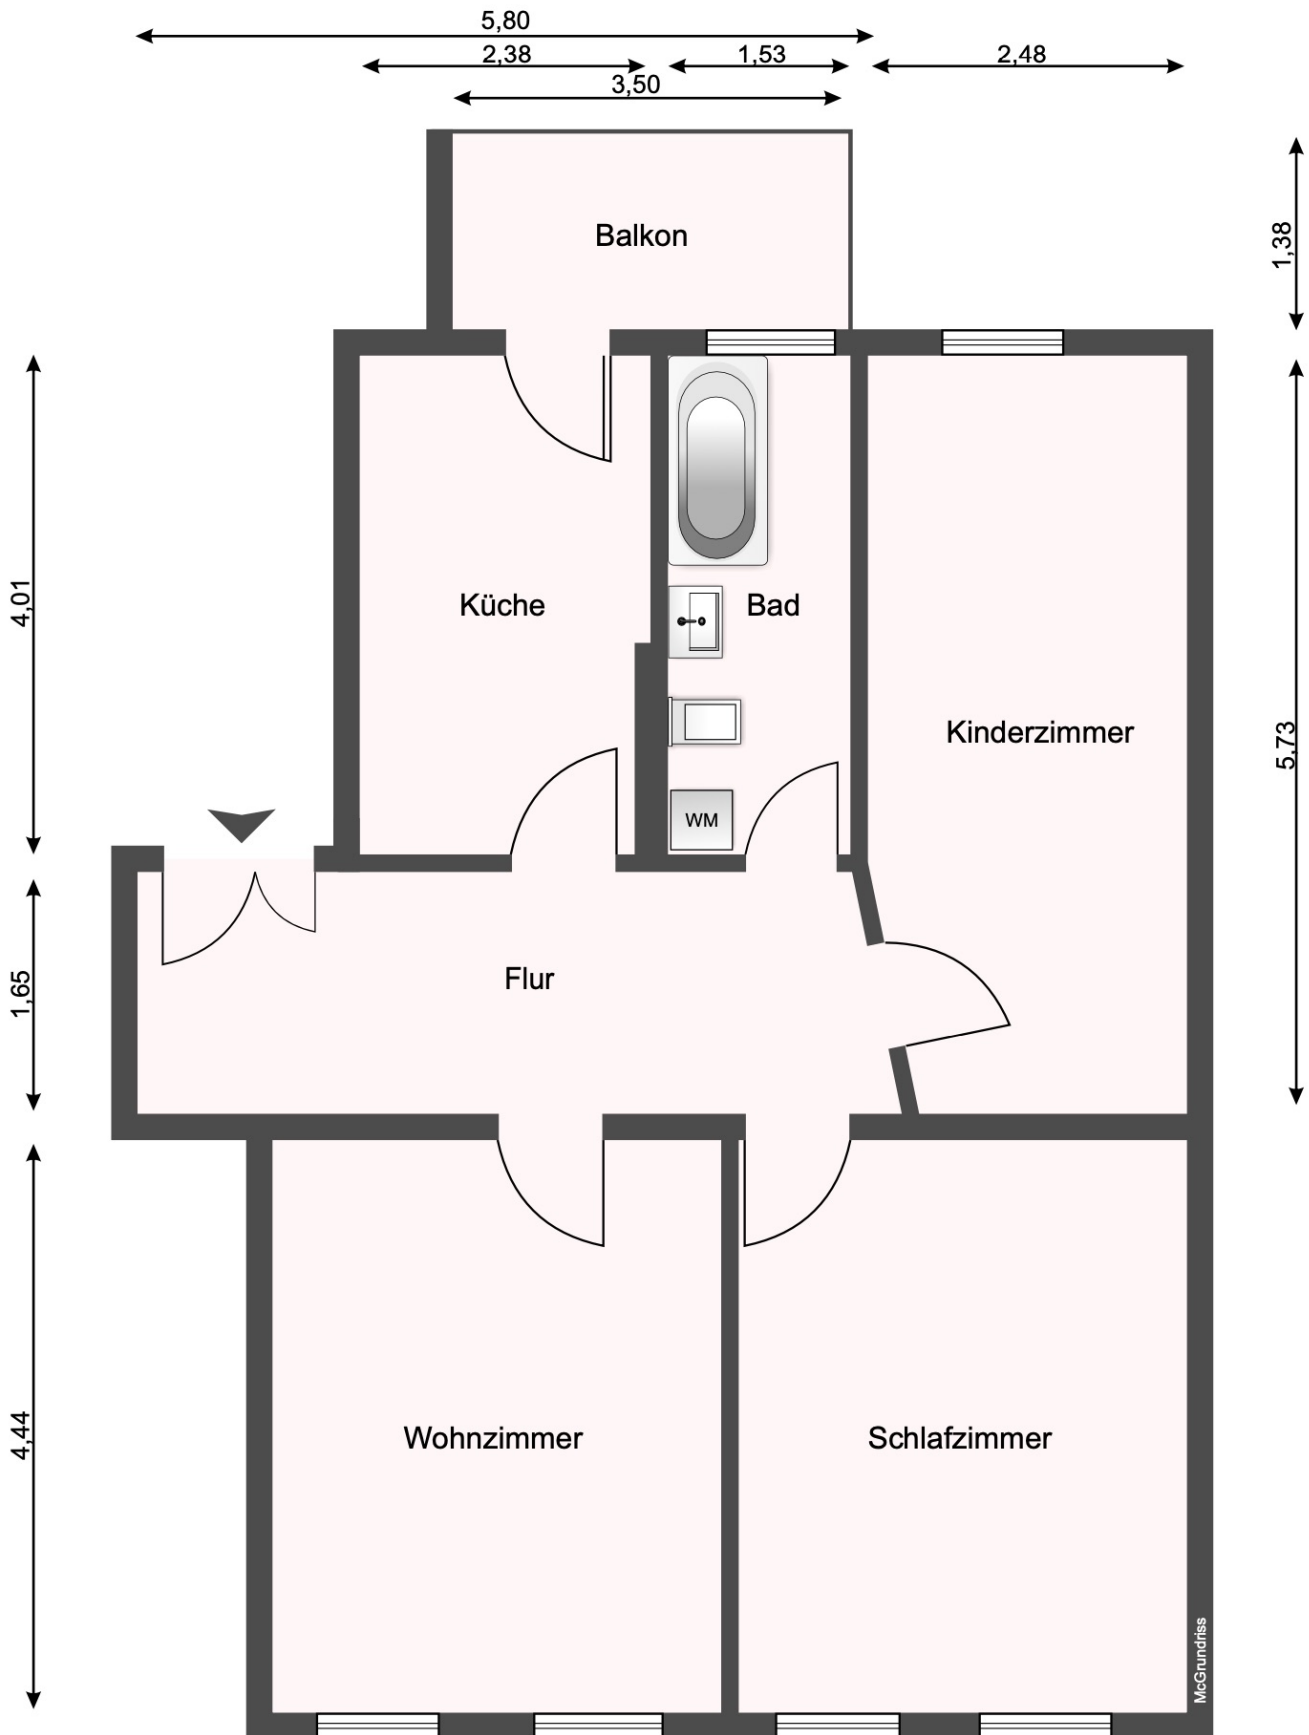 5,80
2,38
1,53
2,48
3,50
Balkon
1,38
4,01
Küche
Bad
Kinderzimmer
5,73
WM
Flur
1,65
4,44
Wohnzimmer
Schlafzimmer
McGrundriss